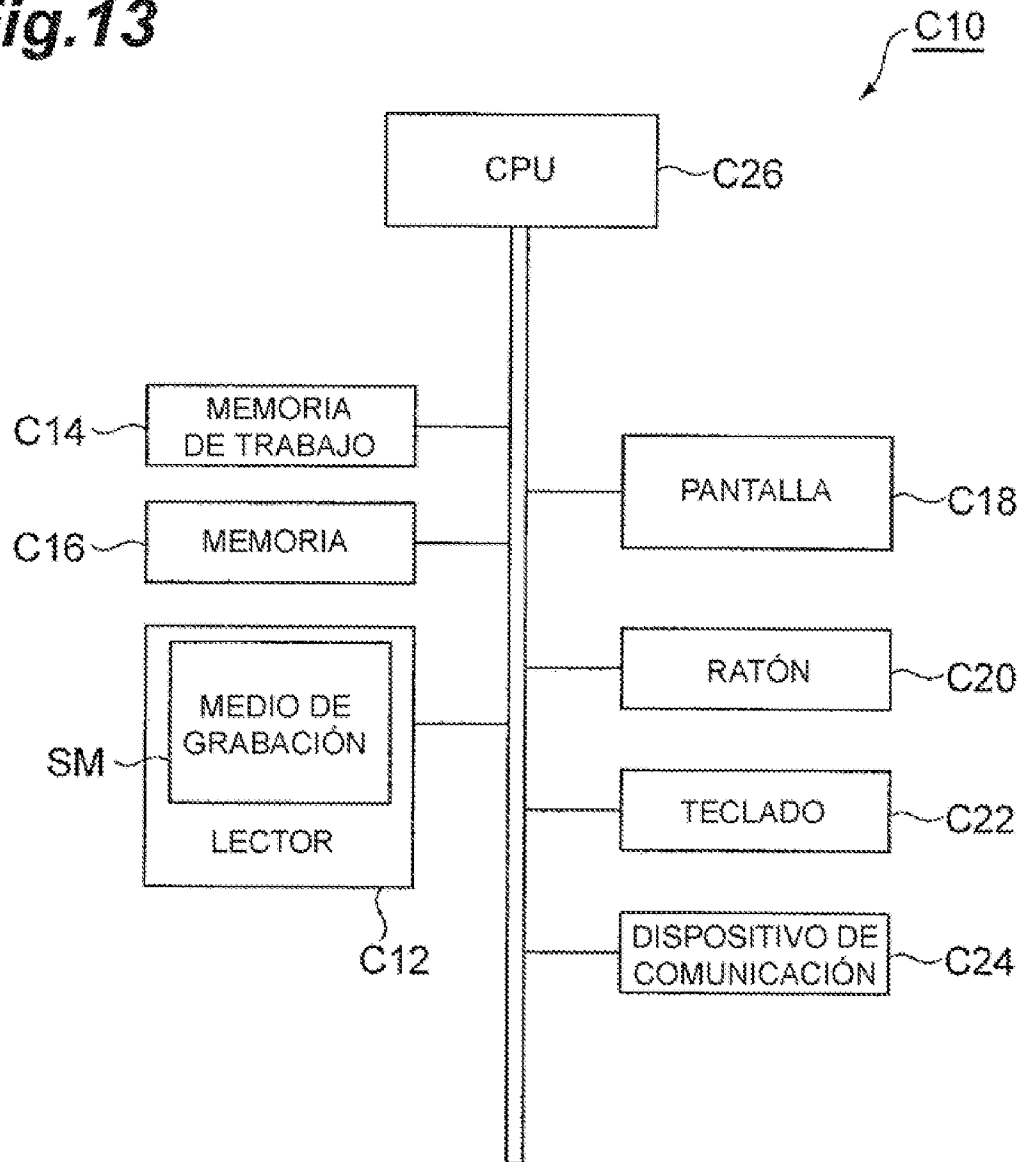 Fig.13
C10
CPU
C26
C14
MEMORIA
DE TRABAJO
C16
MEMORIA
PANTALLA
C18
MEDIO DE
GRABACIÓN
SM
LECTOR
C12
RATÓN
C20
TECLADO
C22
DISPOSITIVO DE
COMUNICACIÓN
C24